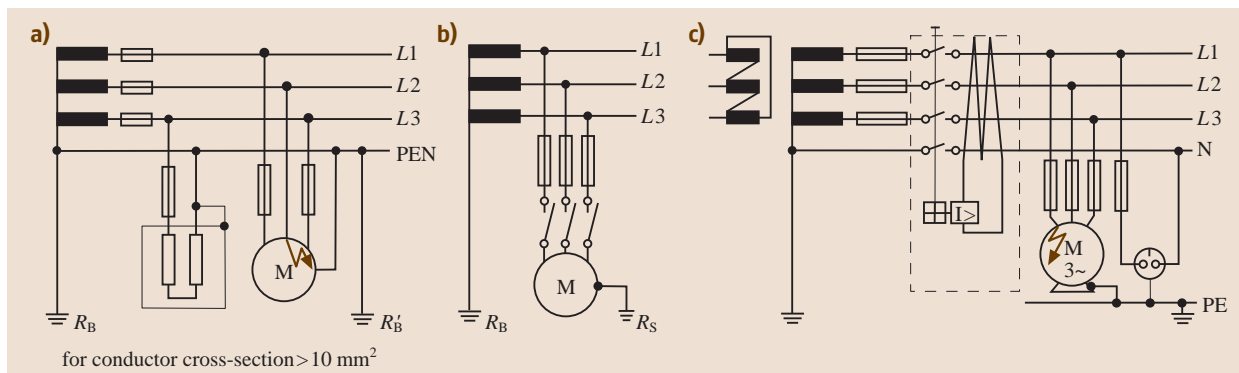 a)
L1
L2
L3
PEN
M
R_B
R′_B
for conductor cross-section>10 mm²
b)
L1
L2
L3
M
R_B
R_S
c)
L1
L2
L3
N
I>
M
3~
PE